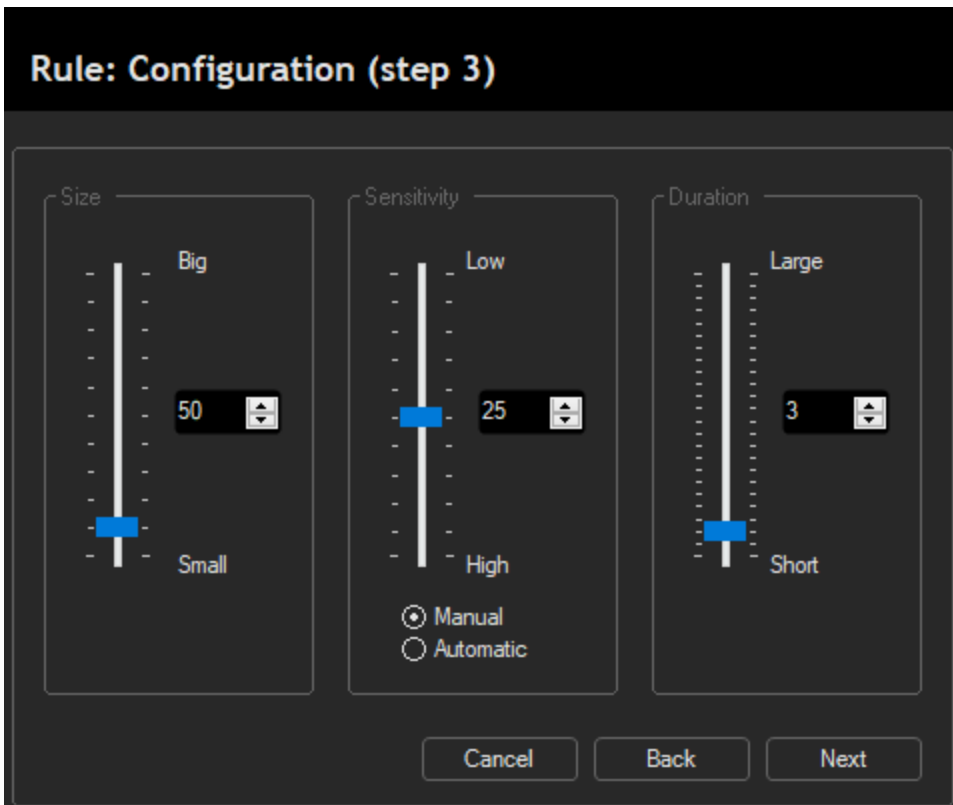 Rule: Configuration (step 3)
Size
Sensitivity
Duration
Big
Low
Large
50
25
3
Small
High
Short
Manual
Automatic
Cancel
Back
Next